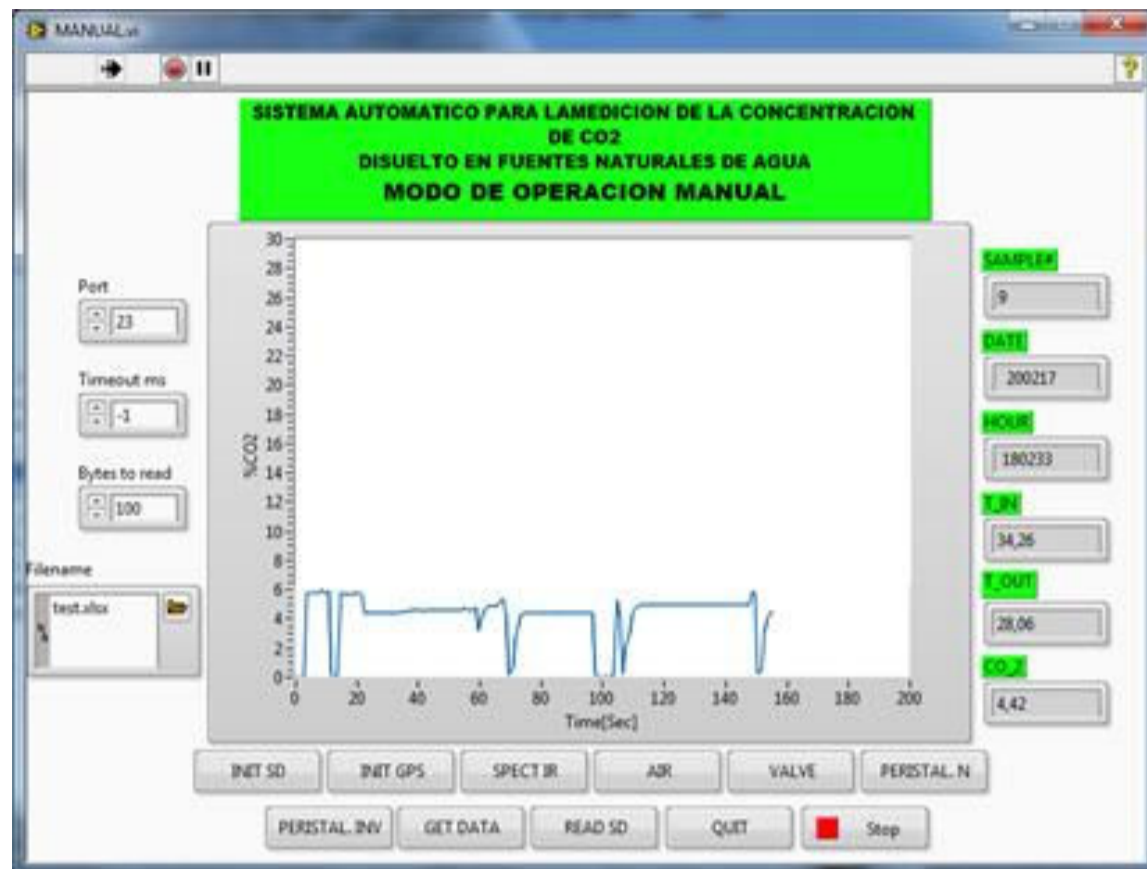 MANUAL.vi
SISTEMA AUTOMATICO PARA LAMEDICION DE LA CONCENTRACION
DE CO2
DISUELTO EN FUENTES NATURALES DE AGUA
MODO DE OPERACION MANUAL
Port
23
Timeout ms
-1
Bytes to read
100
Filename
test.xlsx
%CO2
30
28
26
24
22
20
18
16
14
12
10
8
6
4
2
0
0 20 40 60 80 100 120 140 160 180 200
Time[Sec]
SAMPLE#
9
DATE
200217
HOUR
180233
T_IN
34,26
T_OUT
28,06
CO_2
4,42
INIT SD INIT GPS SPECT IR AIR VALVE PERISTAL. N
PERISTAL. INV GET DATA READ SD QUIT Stop